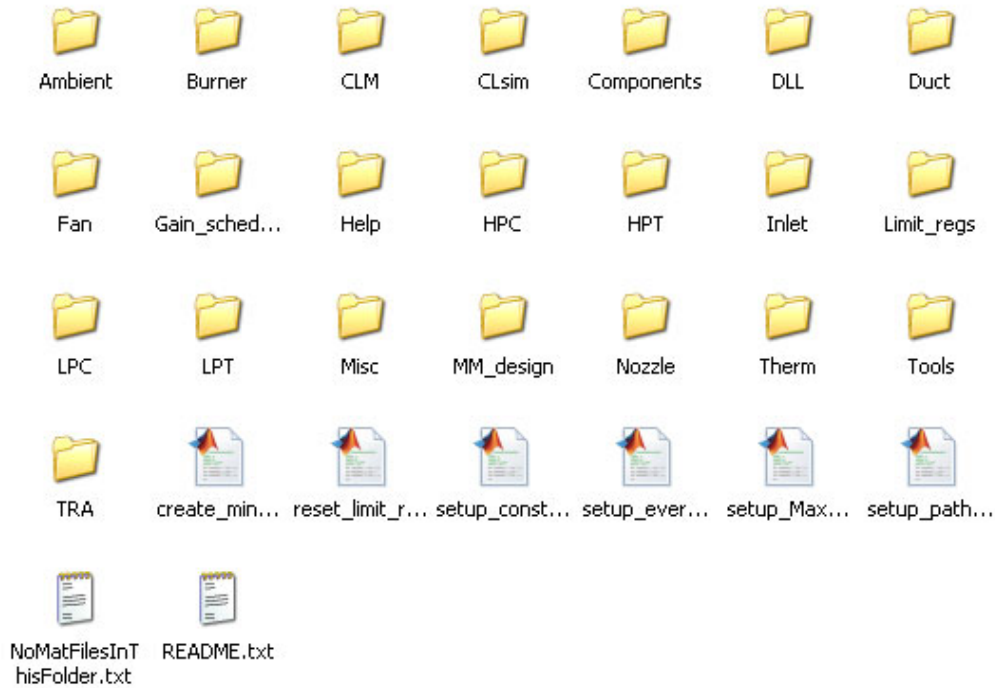 Ambient Burner CLM CLsim Components DLL Duct
Fan Gain_sched... Help HPC HPT Inlet Limit_regs
LPC LPT Misc MM_design Nozzle Therm Tools
TRA create_min... reset_limit_r... setup_const... setup_ever... setup_Max... setup_path...
NoMatFilesInT README.txt
hisFolder.txt